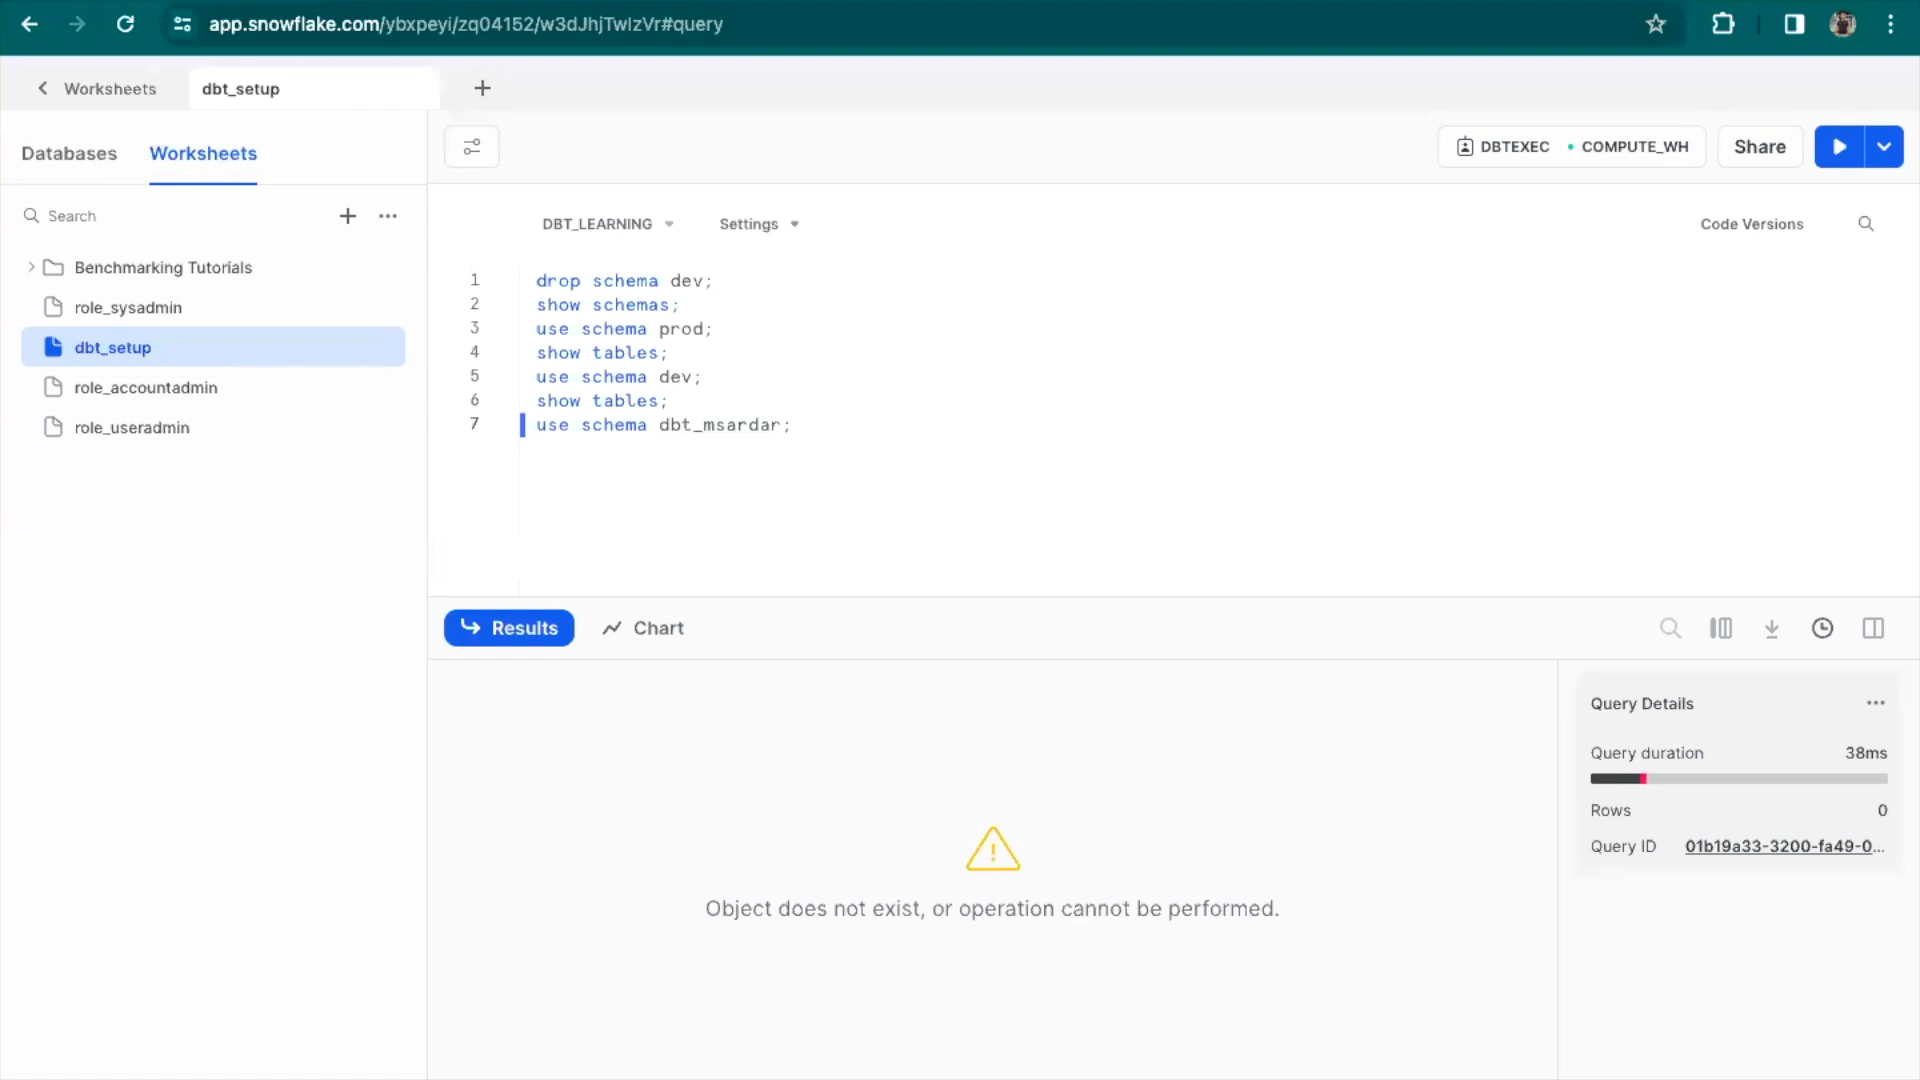 app.snowflake.com/ybxpeyi/zq04152/w3dJhjTwlzVr#query
Worksheets
dbt_setup
Databases
Worksheets
DBTEXEC
COMPUTE_WH
Share
Search
DBT_LEARNING
Settings
Code Versions
Benchmarking Tutorials
role_sysadmin
dbt_setup
role_accountadmin
role_useradmin
1 drop schema dev;
2 show schemas;
3 use schema prod;
4 show tables;
5 use schema dev;
6 show tables;
7 use schema dbt_msardar;
Results
Chart
Query Details
Query duration 38ms
Rows 0
Query ID 01b19a33-3200-fa49-0...
Object does not exist, or operation cannot be performed.